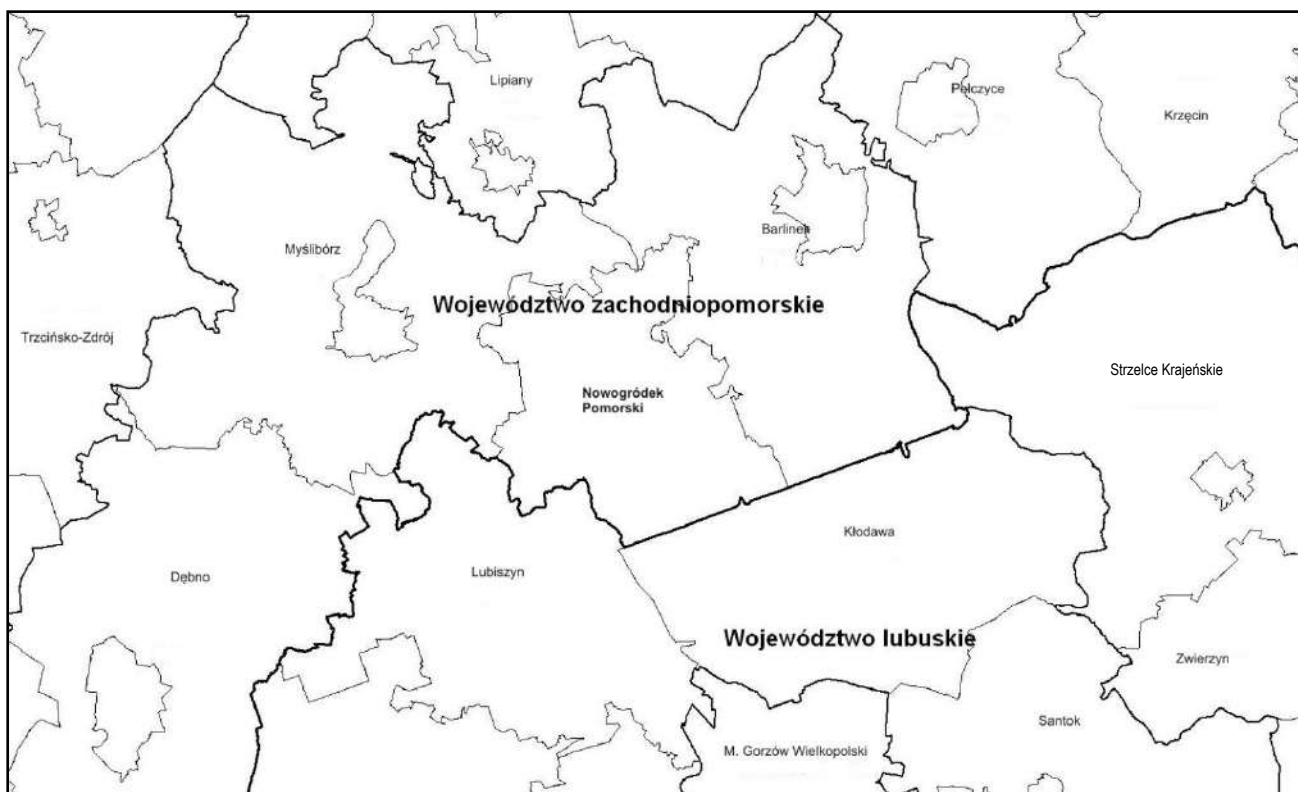 Lipiany
Pełczyce
Krzęcin
Myślibórz
Barlinek
Województwo zachodniopomorskie
Trzcińsko-Zdrój
Strzelce Krajeńskie
Nowogródek
Pomorski
Kłodawa
Lubiszyn
Dębno
Województwo lubuskie
Zwierzyn
Santok
M. Gorzów Wielkopolski